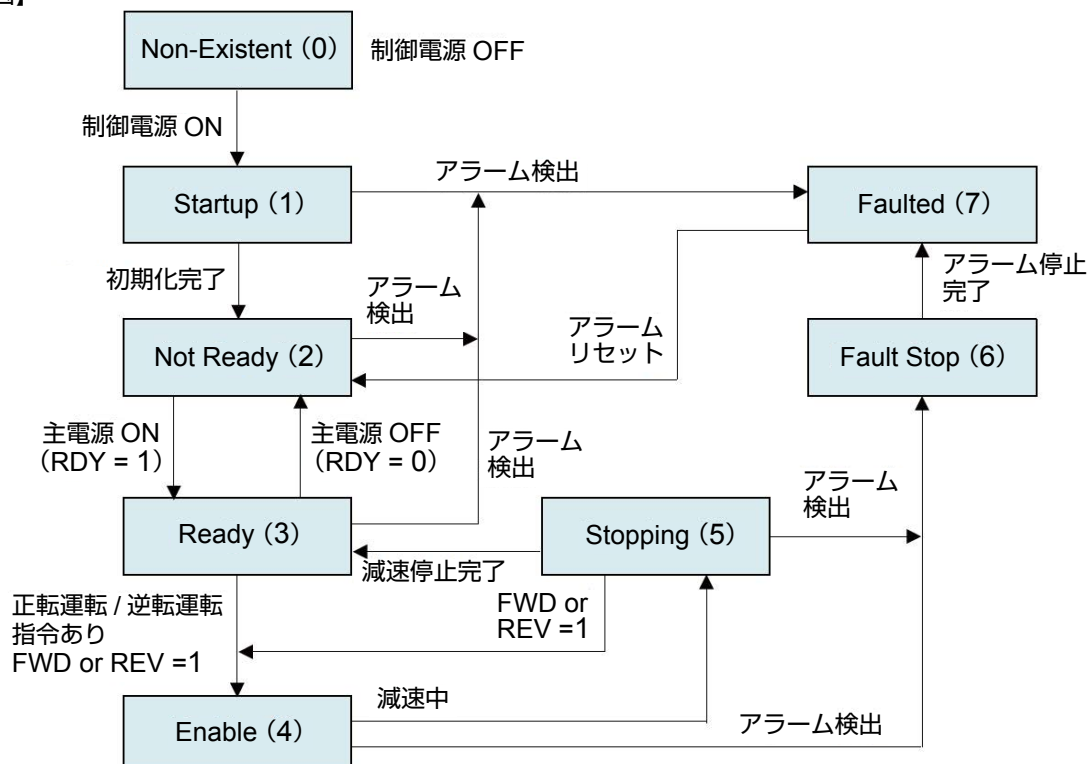 Non-Existent（0）
制御電源 OFF
制御電源 ON
アラーム検出
Startup（1）
Faulted（7）
初期化完了
アラーム
検出
アラーム
リセット
アラーム停止
完了
Not Ready（2）
Fault Stop（6）
主電源 ON
（RDY = 1）
主電源 OFF
（RDY = 0）
アラーム
検出
アラーム
検出
Ready（3）
Stopping（5）
減速停止完了
正転運転 / 逆転運転
指令あり
FWD or REV =1
FWD or
REV =1
減速中
アラーム検出
Enable（4）